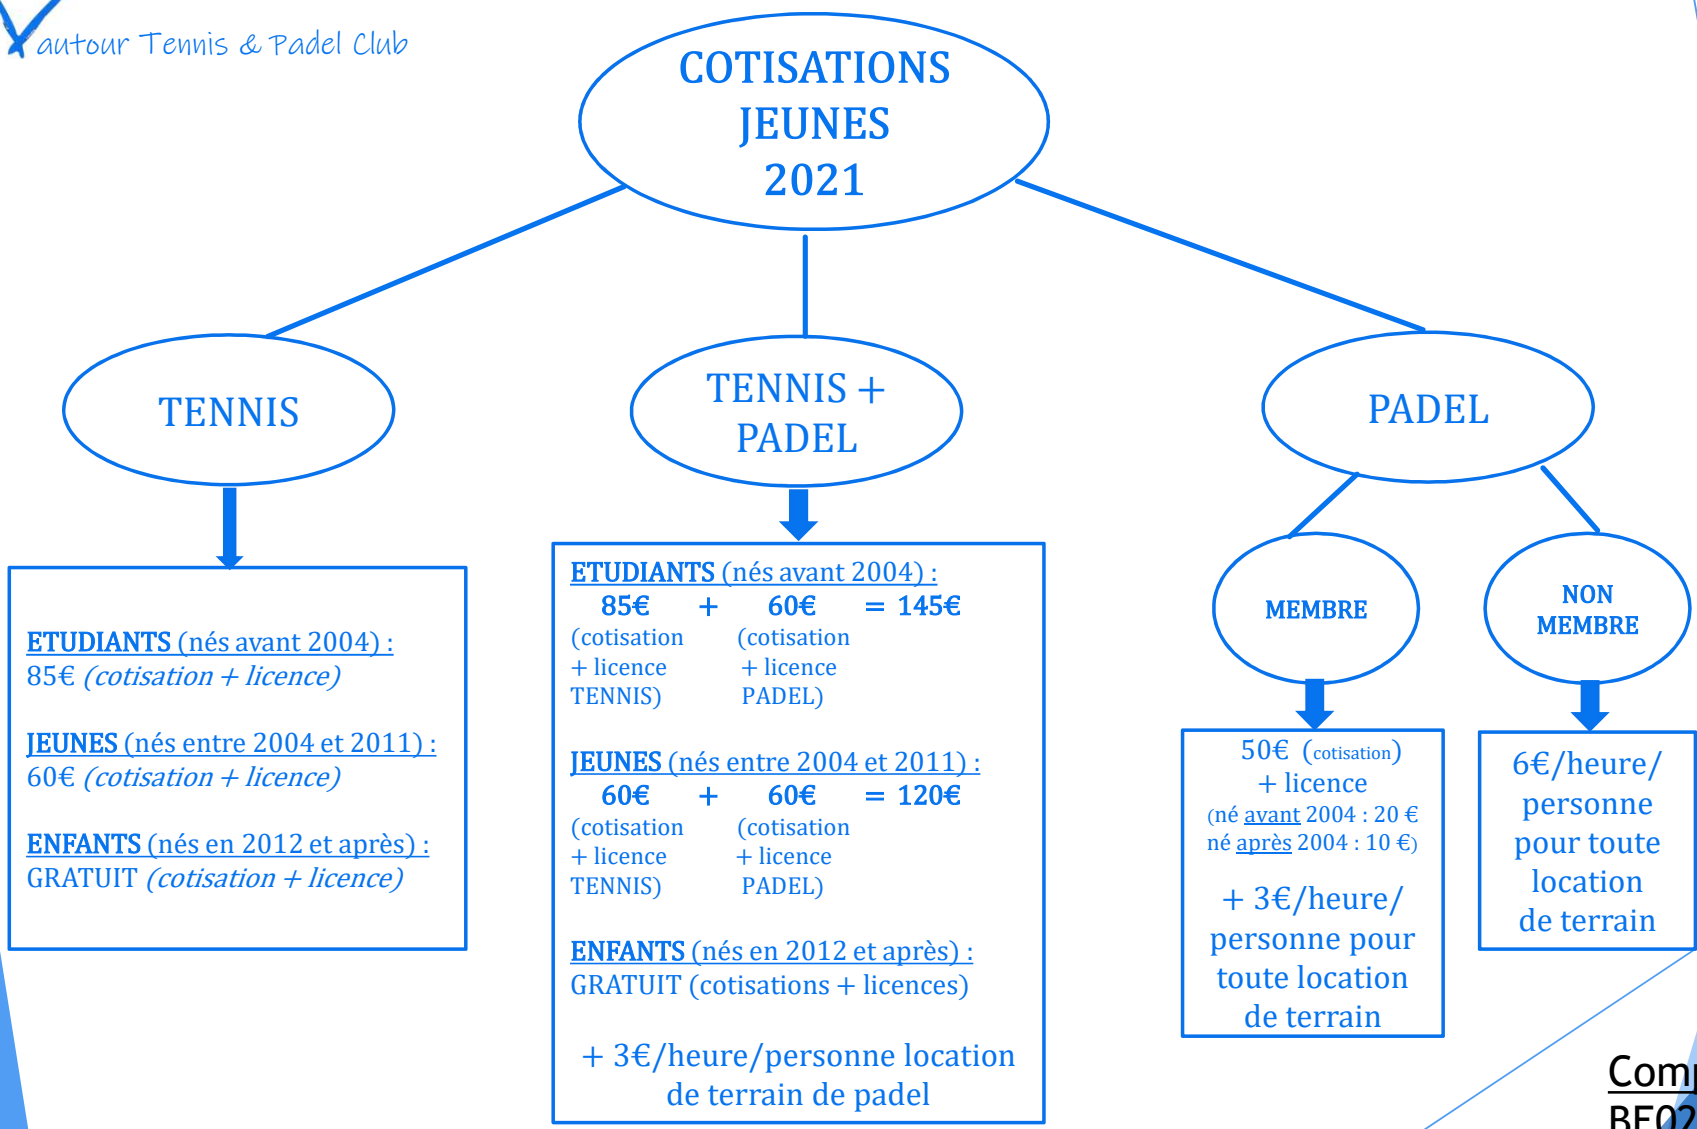 autour Tennis & Padel Club
COTISATIONS
JEUNES
2021
TENNIS
ETUDIANTS (nés avant 2004) :
85€ (cotisation + licence)
JEUNES (nés entre 2004 et 2011) :
60€ (cotisation + licence)
ENFANTS (nés en 2012 et après) :
GRATUIT (cotisation + licence)
TENNIS +
PADEL
ETUDIANTS (nés avant 2004) :
85€ + 60€ = 145€
(cotisation (cotisation
+ licence + licence
TENNIS) PADEL)
JEUNES (nés entre 2004 et 2011) :
60€ + 60€ = 120€
(cotisation (cotisation
+ licence + licence
TENNIS) PADEL)
ENFANTS (nés en 2012 et après) :
GRATUIT (cotisations + licences)
+ 3€/heure/personne location
de terrain de padel
PADEL
MEMBRE
50€ (cotisation)
+ licence
(né avant 2004 : 20 €
né après 2004 : 10 €)
+ 3€/heure/
personne pour
toute location
de terrain
NON
MEMBRE
6€/heure/
personne
pour toute
location
de terrain